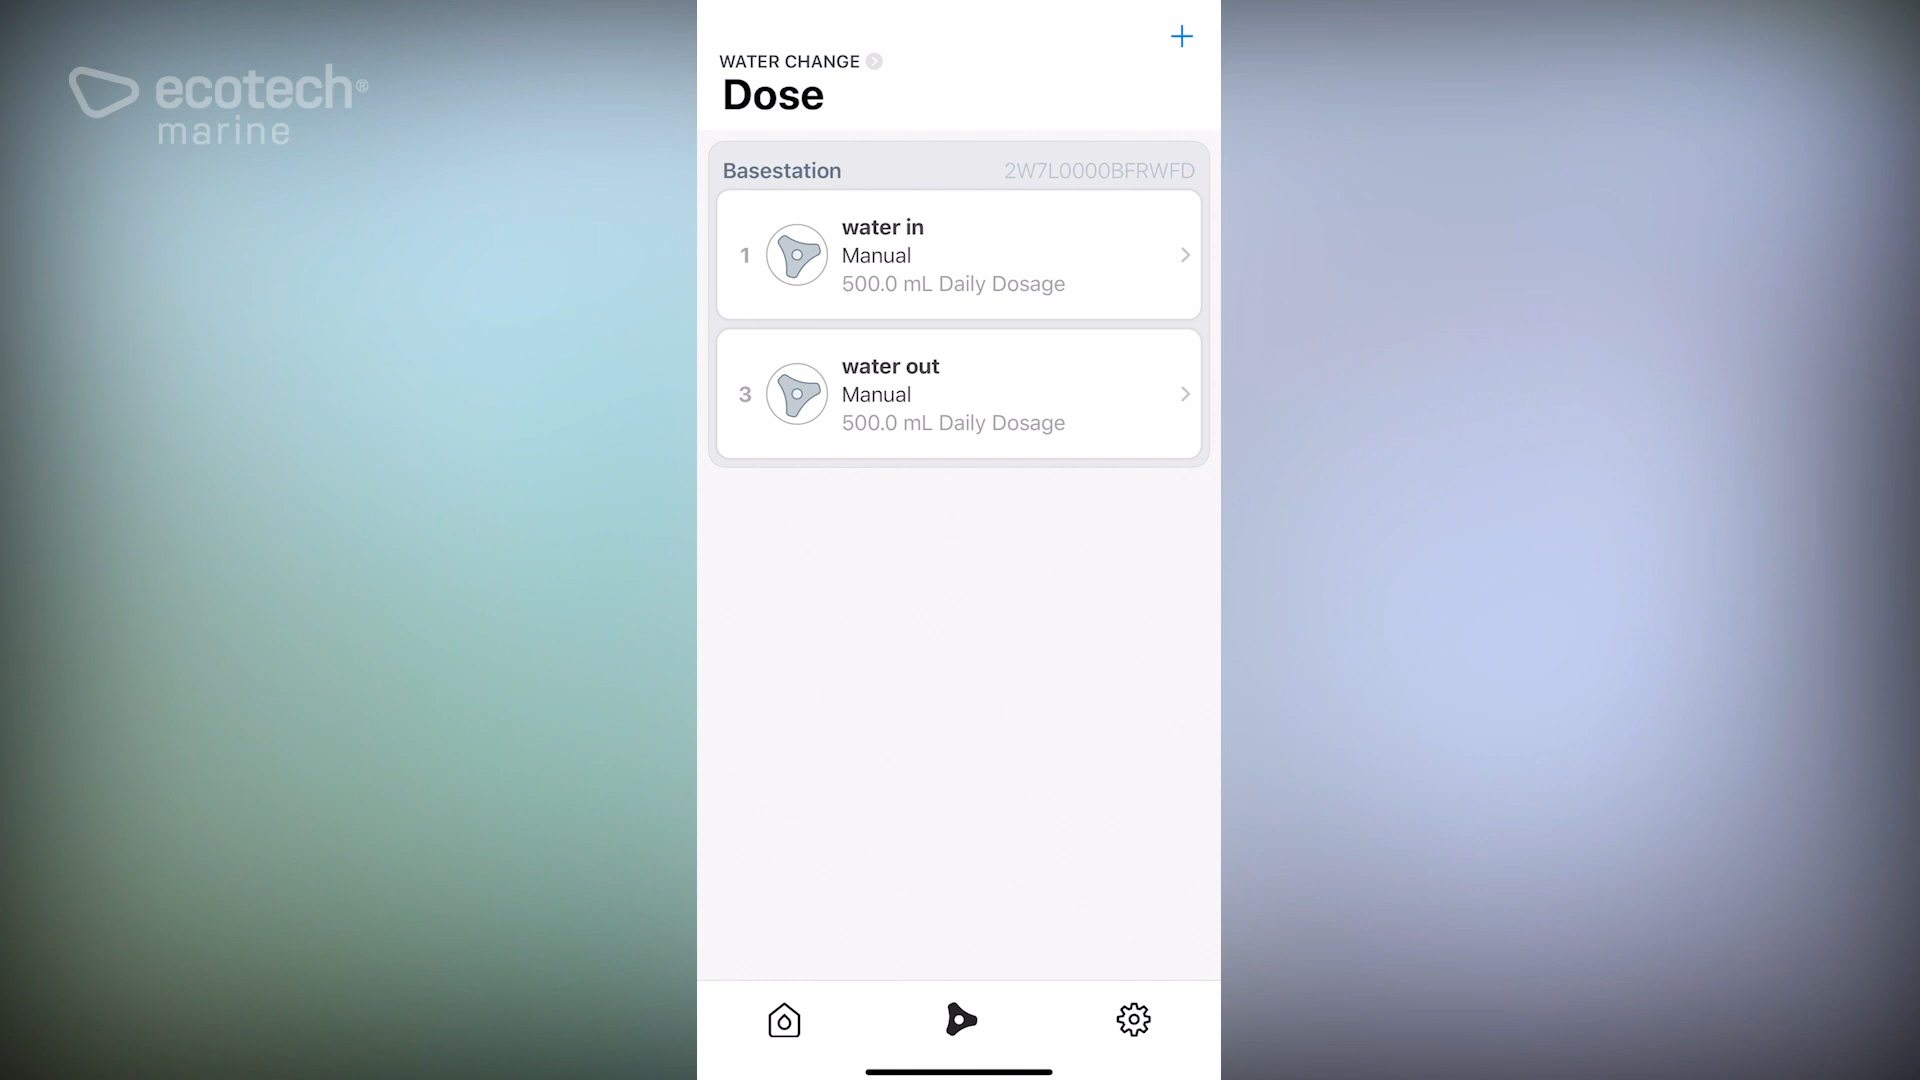 ecotech®
marine
WATER CHANGE
Dose
Basestation 2W7L0000BFRWFD
1
water in
Manual
500.0 mL Daily Dosage
3
water out
Manual
500.0 mL Daily Dosage